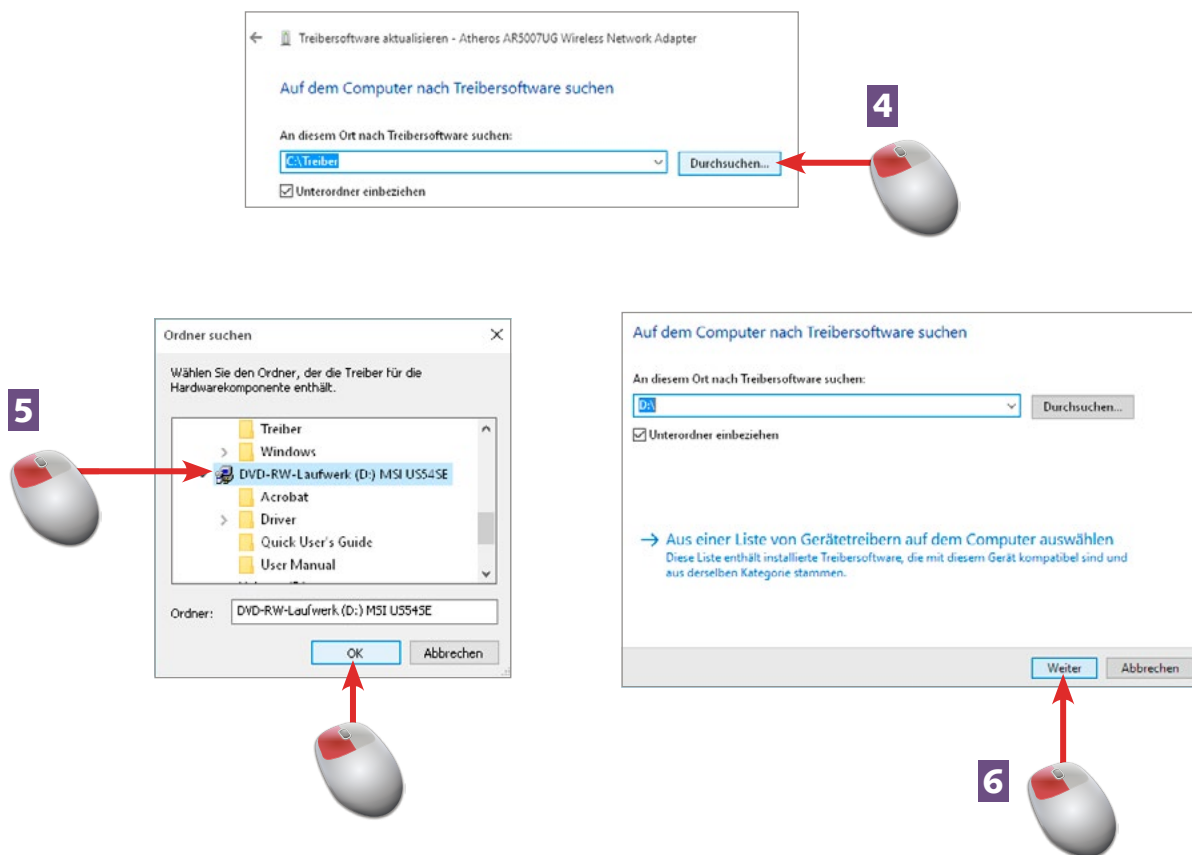 ← Treibersoftware aktualisieren - Atheros AR5007UG Wireless Network Adapter
Auf dem Computer nach Treibersoftware suchen
An diesem Ort nach Treibersoftware suchen:
C:\Treiber
Durchsuchen...
Unterordner einbeziehen
4
5
Ordner suchen
Wählen Sie den Ordner, der die Treiber für die
Hardwarekomponente enthält.
Treiber
Windows
DVD-RW-Laufwerk (D:) MSI US54SE
Acrobat
Driver
Quick User's Guide
User Manual
Ordner: DVD-RW-Laufwerk (D:) MSI US54SE
OK Abbrechen
Auf dem Computer nach Treibersoftware suchen
An diesem Ort nach Treibersoftware suchen:
D:\
Durchsuchen...
Unterordner einbeziehen
→ Aus einer Liste von Gerätetreibern auf dem Computer auswählen
Diese Liste enthält installierte Treibersoftware, die mit diesem Gerät kompatibel sind und
aus derselben Kategorie stammen.
Weiter Abbrechen
6